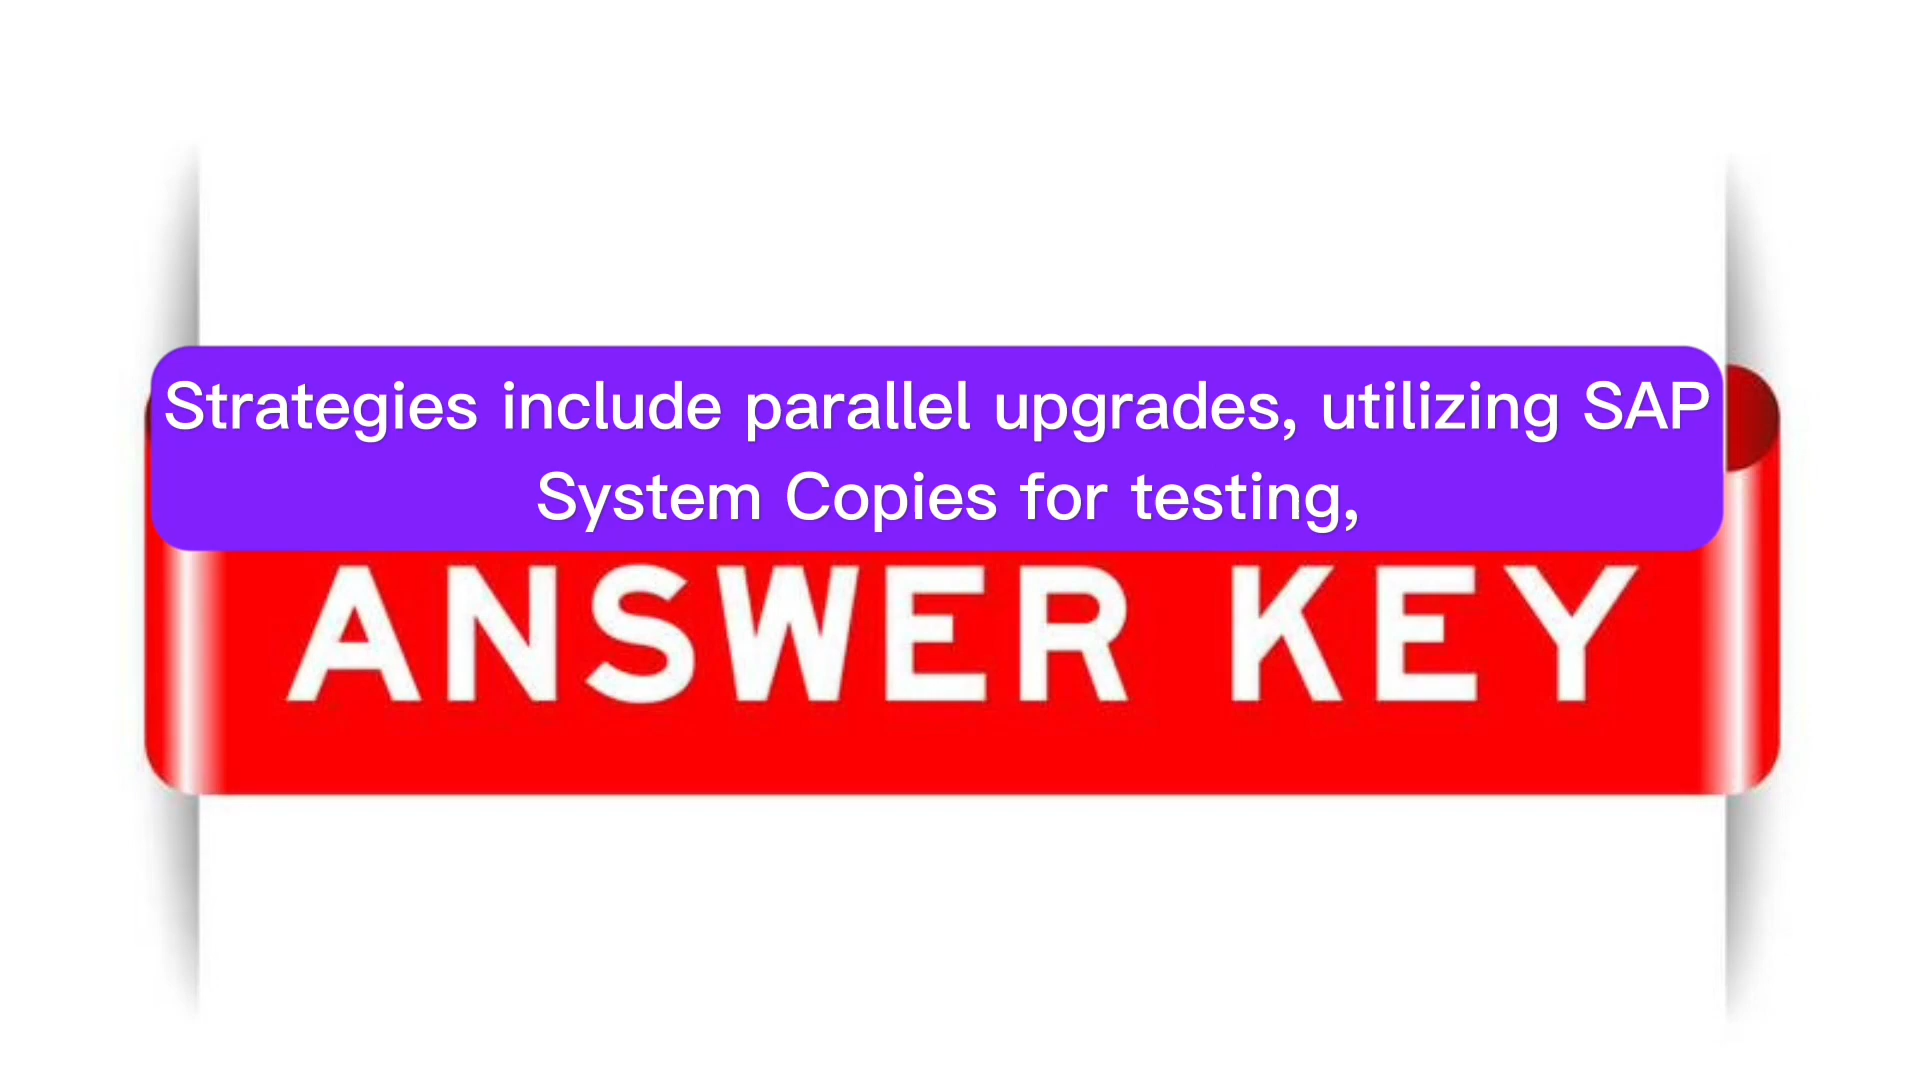 Strategies include parallel upgrades, utilizing SAP
System Copies for testing,
ANSWER KEY